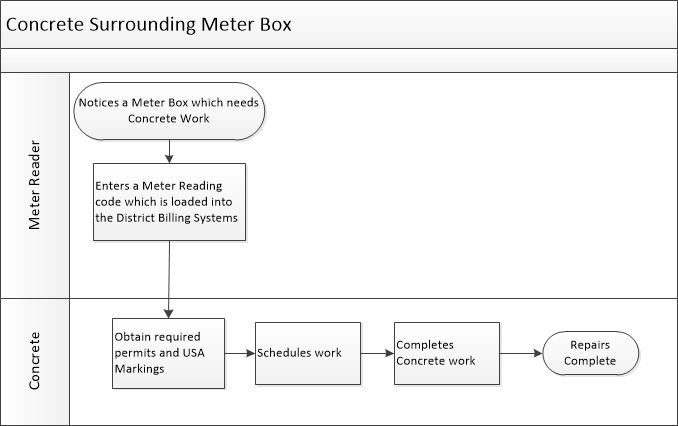 Concrete Surrounding Meter Box
Meter Reader
Notices a Meter Box which needs
Concrete Work
Enters a Meter Reading
code which is loaded into
the District Billing Systems
Concrete
Obtain required
permits and USA
Markings
Schedules work
Completes
Concrete work
Repairs
Complete